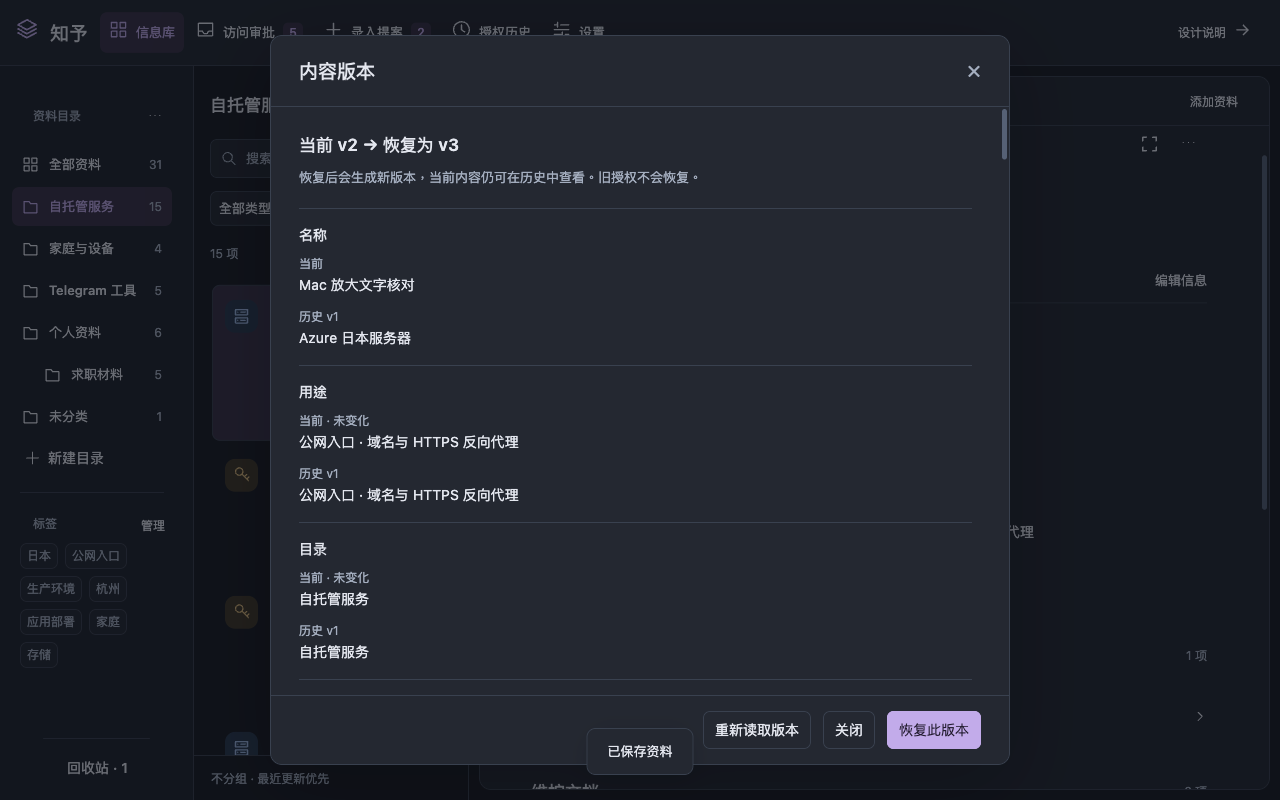 知予
信息库
访问审批 5
录入提案 2
授权历史
设置
设计说明
资料目录
全部资料 31
自托管服务 15
家庭与设备 4
Telegram 工具 5
个人资料 6
求职材料 5
未分类 1
新建目录
标签 管理
日本 公网入口
生产环境 杭州
应用部署 家庭
存储
回收站 · 1
自托管服
搜索
全部类型
15 项
不分组 · 最近更新优先
内容版本
当前 v2 → 恢复为 v3
恢复后会生成新版本，当前内容仍可在历史中查看。旧授权不会恢复。
名称
当前
Mac 放大文字核对
历史 v1
Azure 日本服务器
用途
当前 · 未变化
公网入口 · 域名与 HTTPS 反向代理
历史 v1
公网入口 · 域名与 HTTPS 反向代理
目录
当前 · 未变化
自托管服务
历史 v1
自托管服务
重新读取版本
关闭
恢复此版本
已保存资料
添加资料
编辑信息
代理
1 项